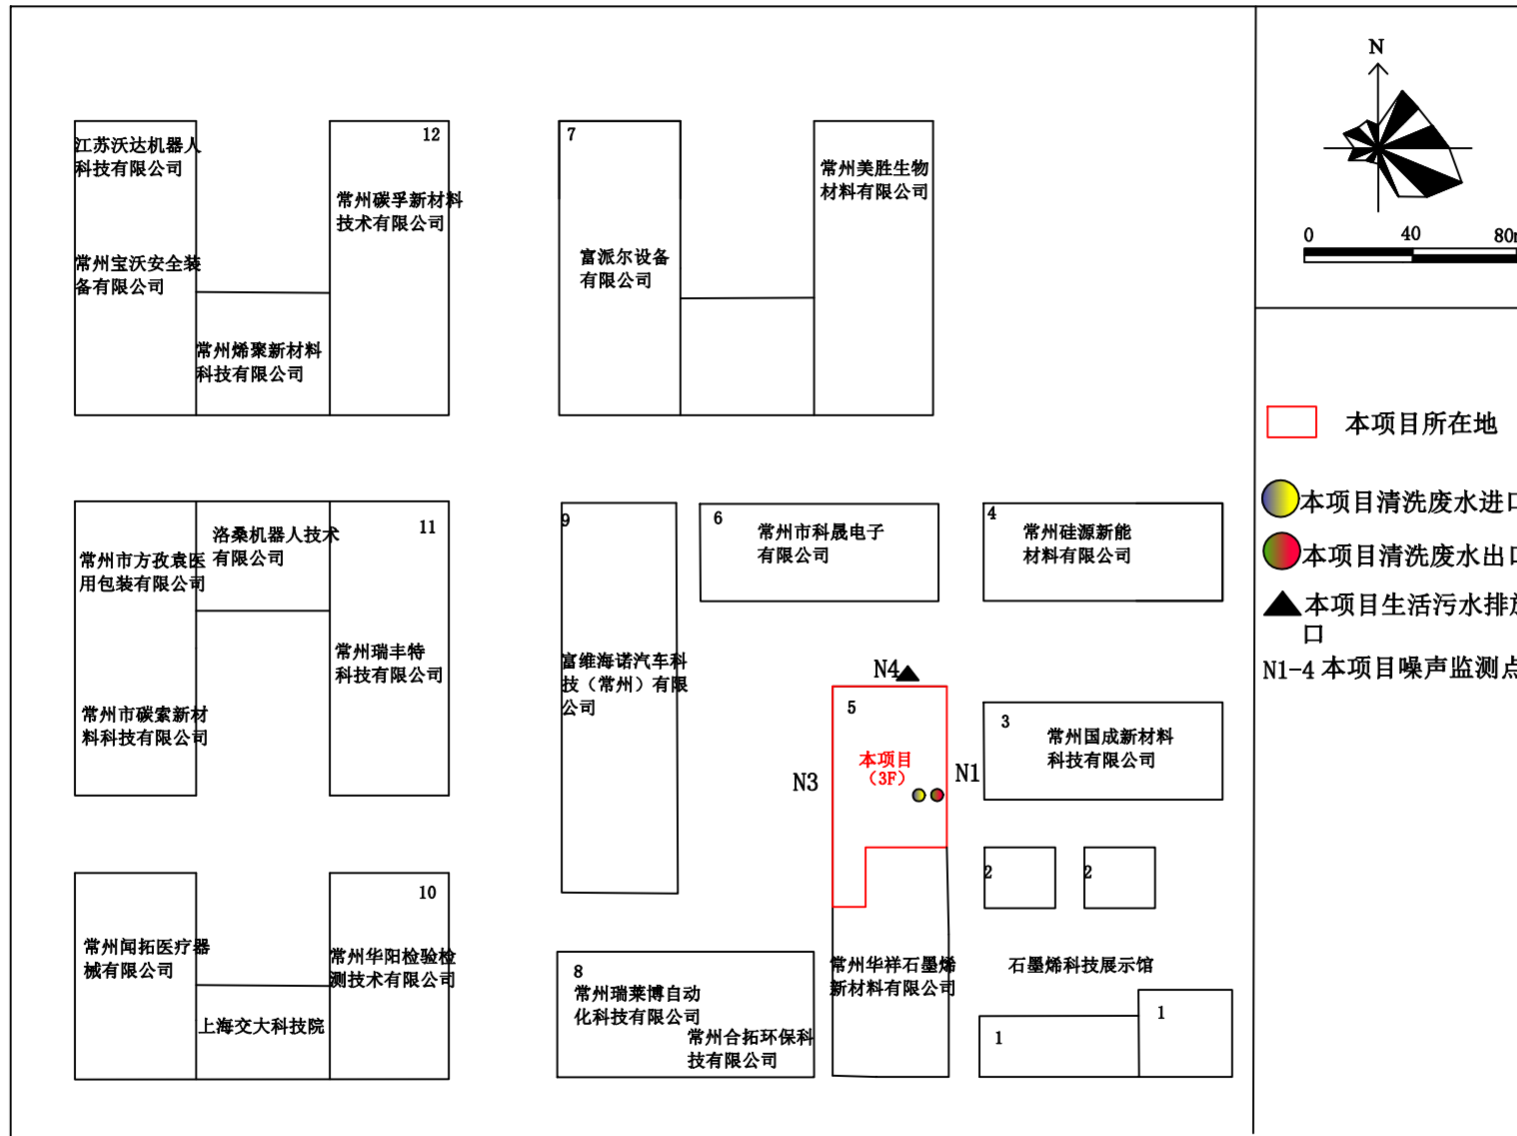 江苏沃达机器人
科技有限公司
12
常州碳孚新材料
技术有限公司
常州宝沃安全装
备有限公司
常州烯聚新材料
科技有限公司
7
常州美胜生物
材料有限公司
富派尔设备
有限公司
N
0 40 80m
本项目所在地
本项目清洗废水进口
本项目清洗废水出口
本项目生活污水排放
口
N1-4 本项目噪声监测点
11
洛桑机器人技术
有限公司
常州市方孜袁医
用包装有限公司
常州瑞丰特
科技有限公司
常州市碳索新材
料科技有限公司
9
富维海诺汽车科
技（常州）有限
公司
6
常州市科晟电子
有限公司
4
常州硅源新能
材料有限公司
N4
5
本项目
（3F）
N3
N1
3
常州国成新材料
科技有限公司
2
2
10
常州闻拓医疗器
械有限公司
常州华阳检验检
测技术有限公司
上海交大科技院
8
常州瑞莱博自动
化科技有限公司
常州合拓环保科
技有限公司
常州华祥石墨烯
新材料有限公司
石墨烯科技展示馆
1
1